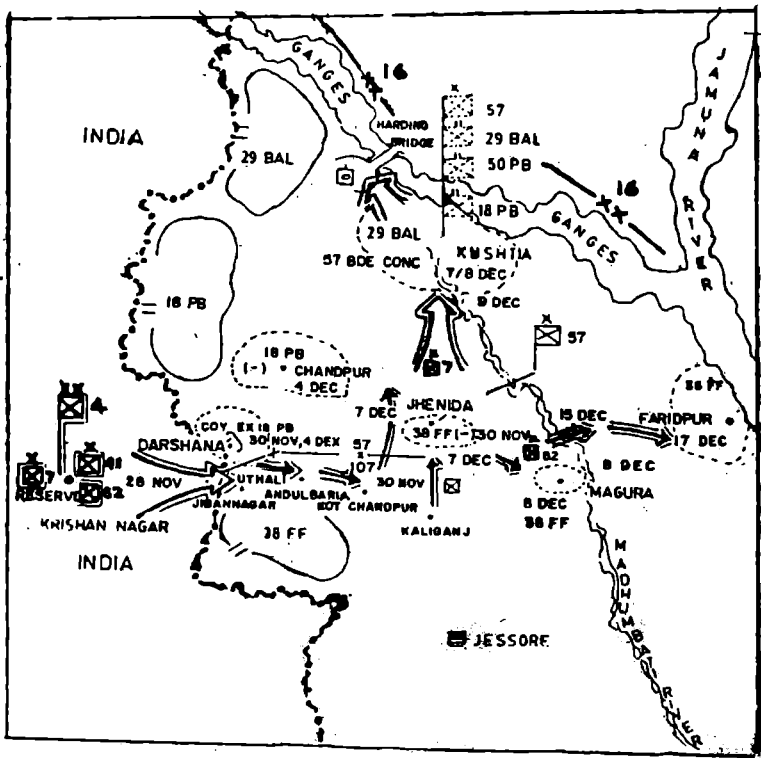 16
GANGES
JAMUNA RIVER
HARDING
BRIDGE
INDIA
29 BAL
57
29 BAL
50 PB
18 PB
16
GANGES
29 BAL
57 BDE CONC
KUSHTIA
7/8 DEC
9 DEC
18 PB
57
7
18 PB
(-) CHANDPUR
4 DEC
4
7 DEC
JHENIDA
38 FF
FARIDPUR
17 DEC
COY EX 18 PB
30 NOV, 4 DEX
DARSHANA
57
107
38 FF (-) 30 NOV
15 DEC
7
41
62
RESERVE
28 NOV
UTHALI
ANDULBARIA
30 NOV
7 DEC
62
8 DEC
JIBANNAGAR
KOT CHANDPUR
MAGURA
KRISHAN NAGAR
38 FF
KALIGANJ
8 DEC
38 FF
INDIA
JESSORE
MADHUMBATI RIVER